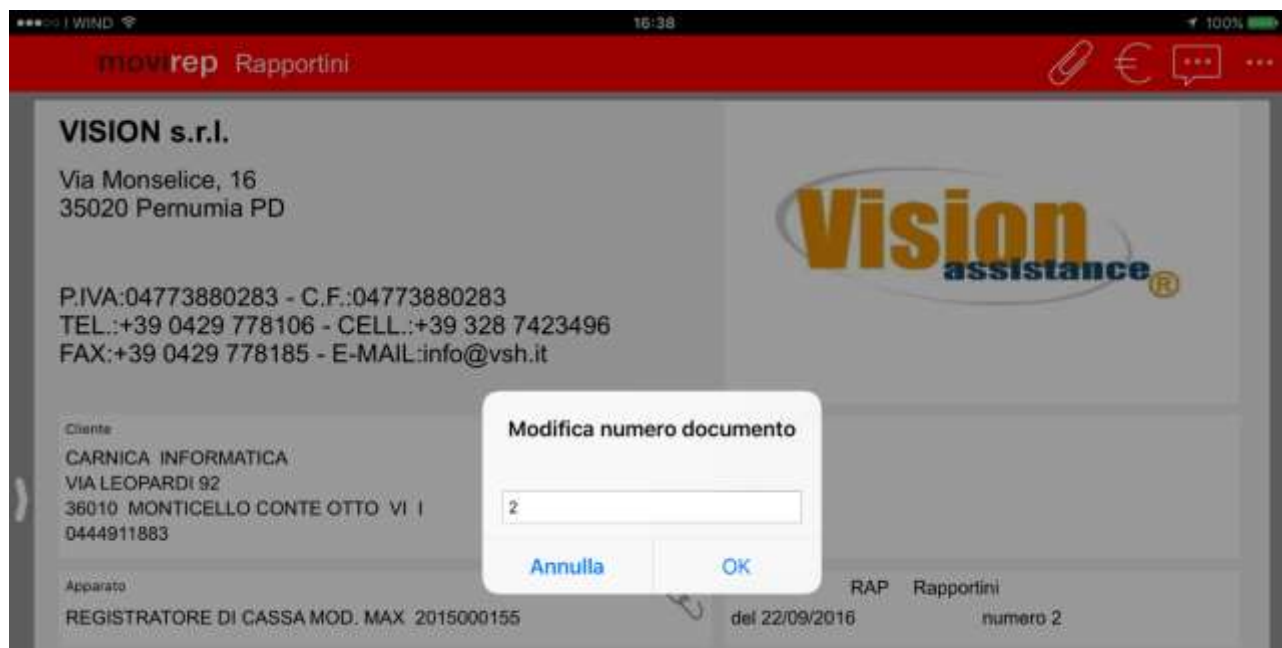 WIND
16:38
100%
movirep Rapportini
VISION s.r.l.
Via Monselice, 16
35020 Pernumia PD
Vision
assistance®
P.IVA:04773880283 - C.F.:04773880283
TEL.:+39 0429 778106 - CELL.:+39 328 7423496
FAX:+39 0429 778185 - E-MAIL:info@vsh.it
Modifica numero documento
2
Annulla OK
Cliente
CARNICA INFORMATICA
VIA LEOPARDI 92
36010 MONTICELLO CONTE OTTO VI I
0444911883
Apparato
REGISTRATORE DI CASSA MOD. MAX 2015000155
RAP Rapportini
del 22/09/2016 numero 2